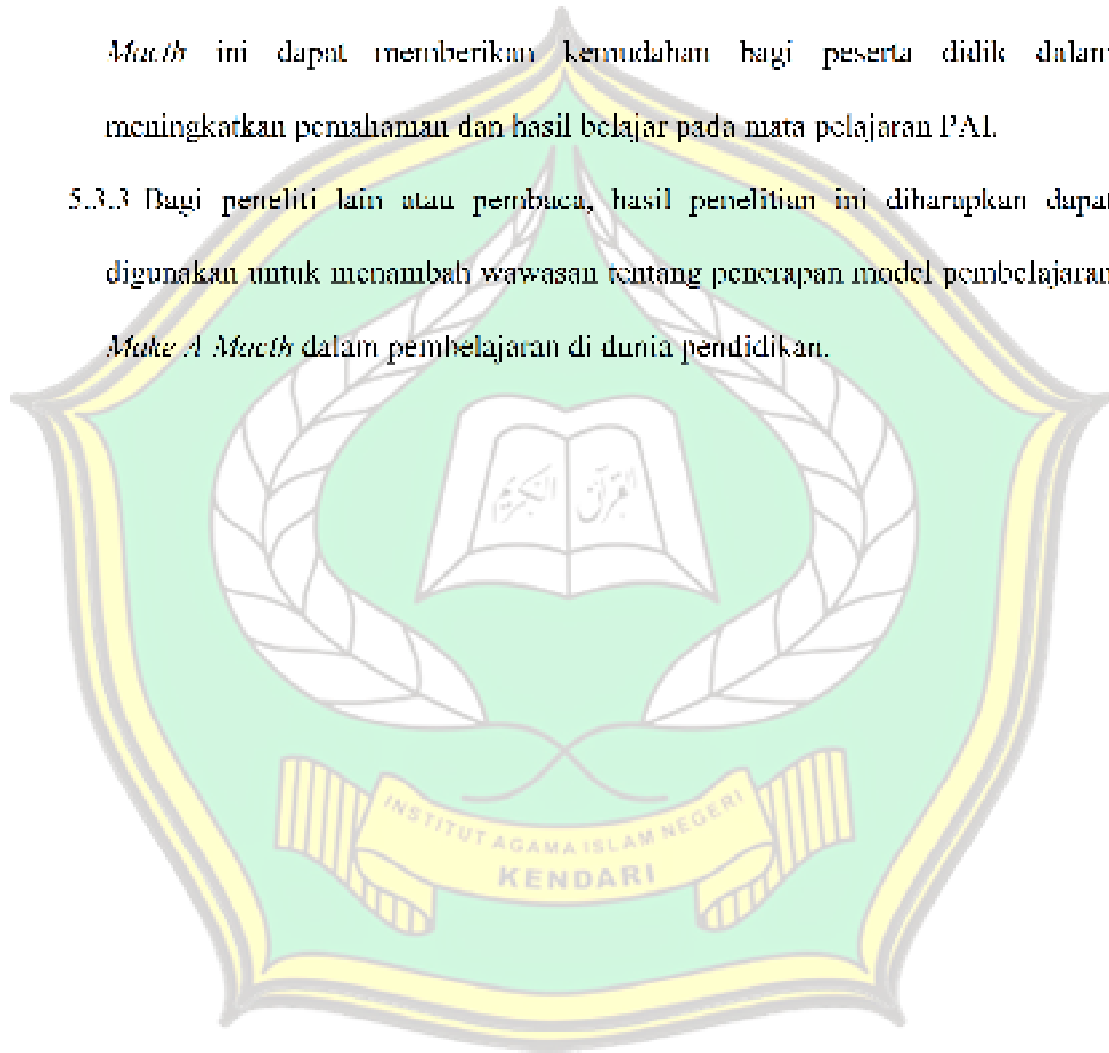 Macth ini dapat memberikan kemudahan bagi peserta didik dalam
meningkatkan pemahaman dan hasil belajar pada mata pelajaran PAI.
5.3.3 Bagi peneliti lain atau pembaca, hasil penelitian ini diharapkan dapat
digunakan untuk menambah wawasan tentang penerapan model pembelajaran
Make A Macth dalam pembelajaran di dunia pendidikan.
القرآن الكريم
INSTITUT AGAMA ISLAM NEGERI
KENDARI